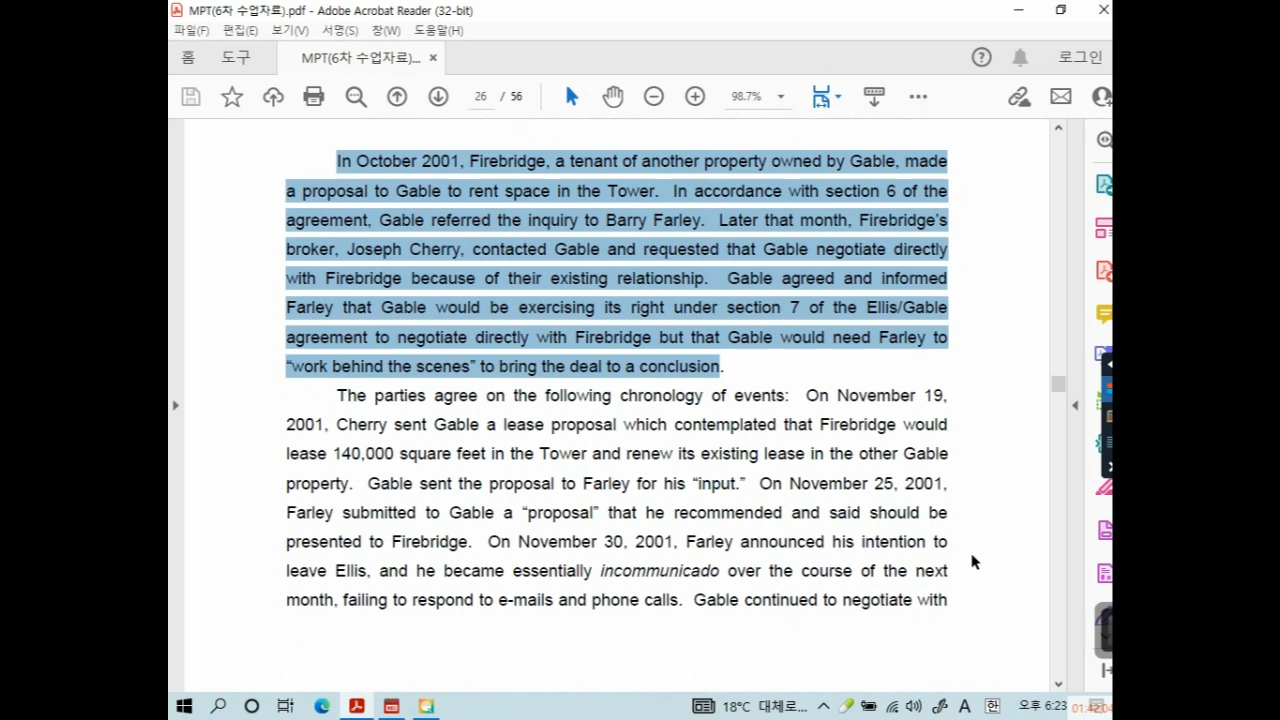 MPT(6차 수업자료).pdf - Adobe Acrobat Reader (32-bit)
파일(F) 편집(E) 보기(V) 서명(S) 창(W) 도움말(H)
홈 도구 MPT(6차 수업자료)... × 로그인
26 / 56 98.7%
In October 2001, Firebridge, a tenant of another property owned by Gable, made
a proposal to Gable to rent space in the Tower. In accordance with section 6 of the
agreement, Gable referred the inquiry to Barry Farley. Later that month, Firebridge's
broker, Joseph Cherry, contacted Gable and requested that Gable negotiate directly
with Firebridge because of their existing relationship. Gable agreed and informed
Farley that Gable would be exercising its right under section 7 of the Ellis/Gable
agreement to negotiate directly with Firebridge but that Gable would need Farley to
“work behind the scenes” to bring the deal to a conclusion.
The parties agree on the following chronology of events: On November 19,
2001, Cherry sent Gable a lease proposal which contemplated that Firebridge would
lease 140,000 square feet in the Tower and renew its existing lease in the other Gable
property. Gable sent the proposal to Farley for his “input.” On November 25, 2001,
Farley submitted to Gable a “proposal” that he recommended and said should be
presented to Firebridge. On November 30, 2001, Farley announced his intention to
leave Ellis, and he became essentially incommunicado over the course of the next
month, failing to respond to e-mails and phone calls. Gable continued to negotiate with
18°C 대체로... A 한 오후 6:23
01:42:04